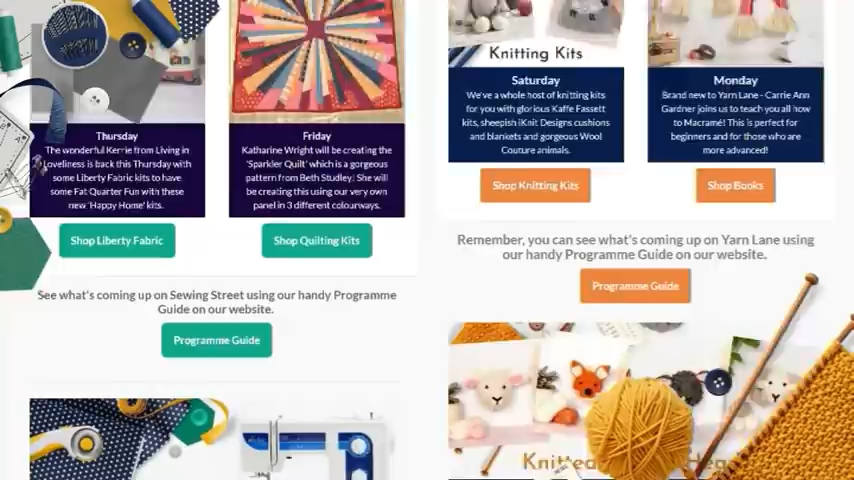 Thursday
The wonderful Kerrie from Living in
Loveliness is back this Thursday with
some Liberty Fabric kits to have
some Fat Quarter Fun with these
new 'Happy Home' kits.
Shop Liberty Fabric
Friday
Katharine Wright will be creating the
'Sparkler Quilt' which is a gorgeous
pattern from Beth Studley! She will
be creating this using our very own
panel in 3 different colourways.
Shop Quilting Kits
See what's coming up on Sewing Street using our handy Programme
Guide on our website.
Programme Guide
Knitting Kits
Saturday
We've a whole host of knitting kits
for you with glorious Kaffe Fassett
kits, sheepish iKnit Designs cushions
and blankets and gorgeous Wool
Couture animals.
Shop Knitting Kits
Monday
Brand new to Yarn Lane - Carrie Ann
Gardner joins us to teach you all how
to Macramé! This is perfect for
beginners and for those who are
more advanced!
Shop Books
Remember, you can see what's coming up on Yarn Lane using
our handy Programme Guide on our website.
Programme Guide